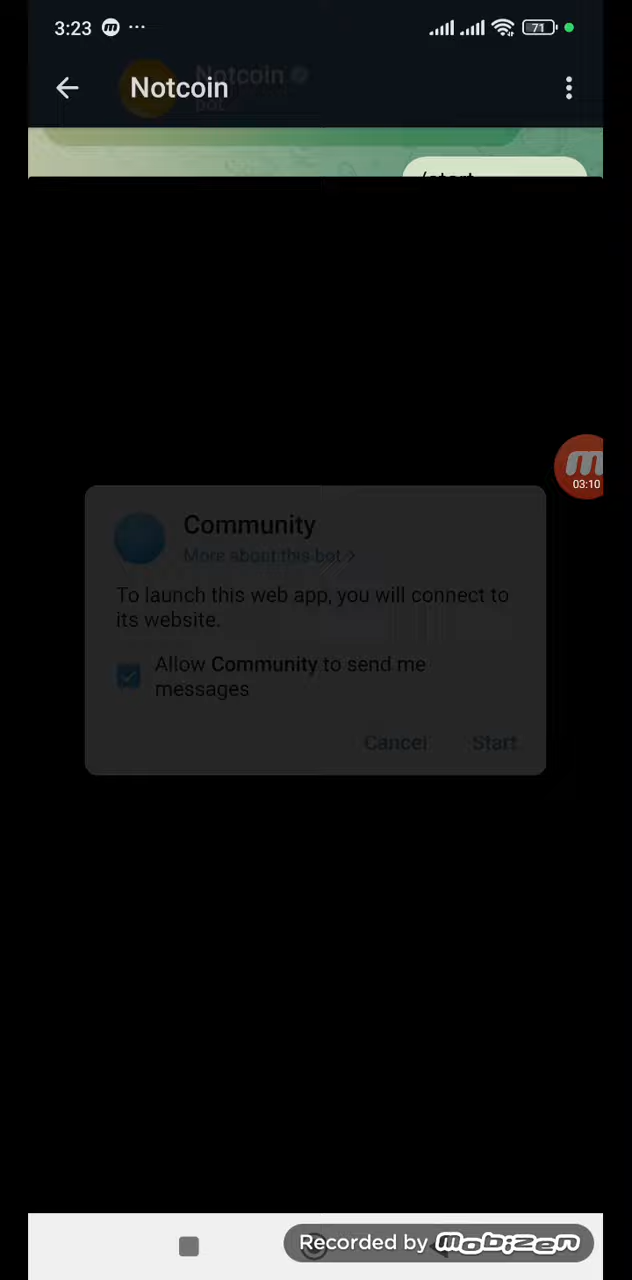 3:23
71
Notcoin
Notcoin
bot
/start
03:10
Community
More about this bot >
To launch this web app, you will connect to
its website.
Allow Community to send me
messages
Cancel Start
Recorded by mobizen